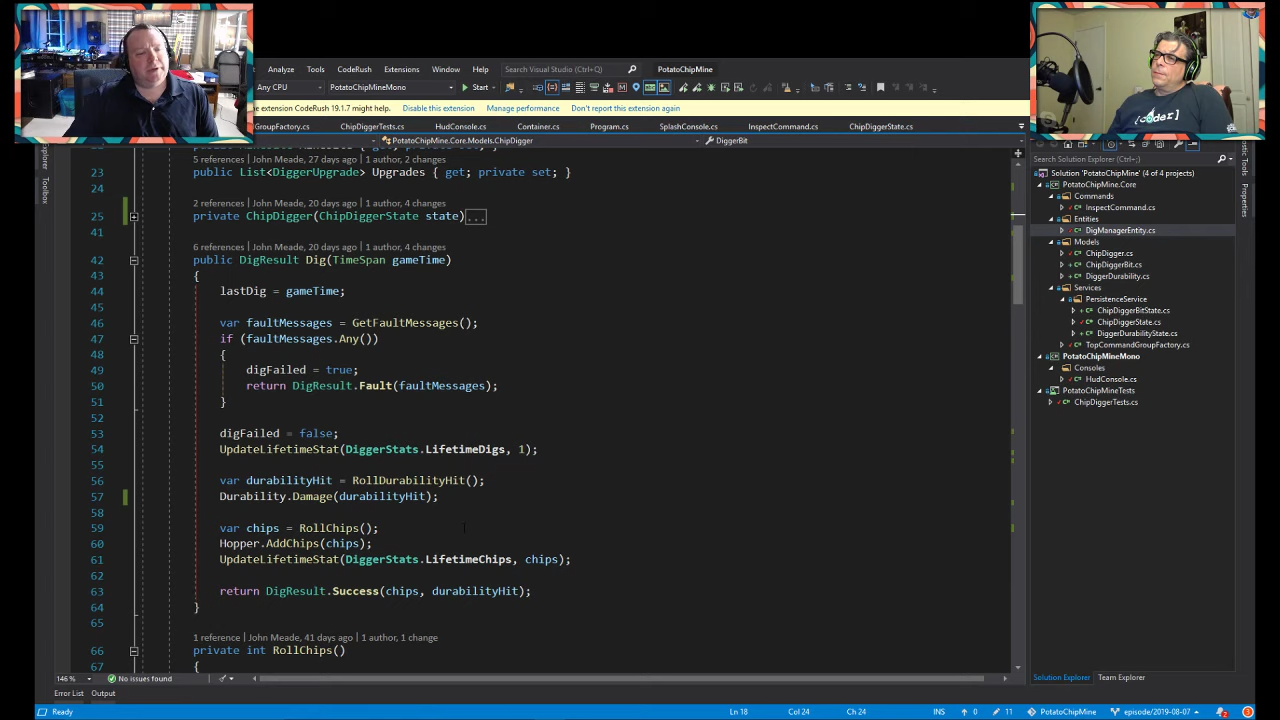 Analyze Tools CodeRush Extensions Window Help Search Visual Studio (Ctrl+Q) PotatoChipMine
Any CPU PotatoChipMineMono Start
the extension CodeRush 19.1.7 might help. Disable this extension Manage performance Don't report this extension
GroupFactory.cs ChipDiggerTests.cs HudConsole.cs Container.cs Program.cs SplashConsole.cs InspectCommand.cs ChipDiggerState.cs
PotatoChipMine.Core.Models.ChipDigger DiggerBit
5 references | John Meade, 27 days ago | 1 author, 2 changes
23 public List<DiggerUpgrade> Upgrades { get; private set; }
24
2 references | John Meade, 20 days ago | 1 author, 4 changes
25 private ChipDigger(ChipDiggerState state)...
41
6 references | John Meade, 20 days ago | 1 author, 4 changes
42 public DigResult Dig(TimeSpan gameTime)
43 {
44 lastDig = gameTime;
45
46 var faultMessages = GetFaultMessages();
47 if (faultMessages.Any())
48 {
49 digFailed = true;
50 return DigResult.Fault(faultMessages);
51 }
52
53 digFailed = false;
54 UpdateLifetimeStat(DiggerStats.LifetimeDigs, 1);
55
56 var durabilityHit = RollDurabilityHit();
57 Durability.Damage(durabilityHit);
58
59 var chips = RollChips();
60 Hopper.AddChips(chips);
61 UpdateLifetimeStat(DiggerStats.LifetimeChips, chips);
62
63 return DigResult.Success(chips, durabilityHit);
64 }
65
1 reference | John Meade, 41 days ago | 1 author, 1 change
66 private int RollChips()
67 {
146 % No issues found Ln 18 Col 24 Ch 24 INS
Error List Output
Ready 0 11 PotatoChipMine episode/2019-08-07 2 3
Explorer
Toolbox
{coder}
Search Solution Explorer (Ctrl+;)
Solution 'PotatoChipMine' (4 of 4 projects)
PotatoChipMine.Core
Commands
InspectCommand.cs
Entities
DigManagerEntity.cs
Models
ChipDigger.cs
ChipDiggerBit.cs
DiggerDurability.cs
Services
PersistenceService
ChipDiggerBitState.cs
ChipDiggerState.cs
DiggerDurabilityState.cs
TopCommandGroupFactory.cs
PotatoChipMineMono
Consoles
HudConsole.cs
PotatoChipMineTests
ChipDiggerTests.cs
Solution Explorer Team Explorer
Tools
Properties